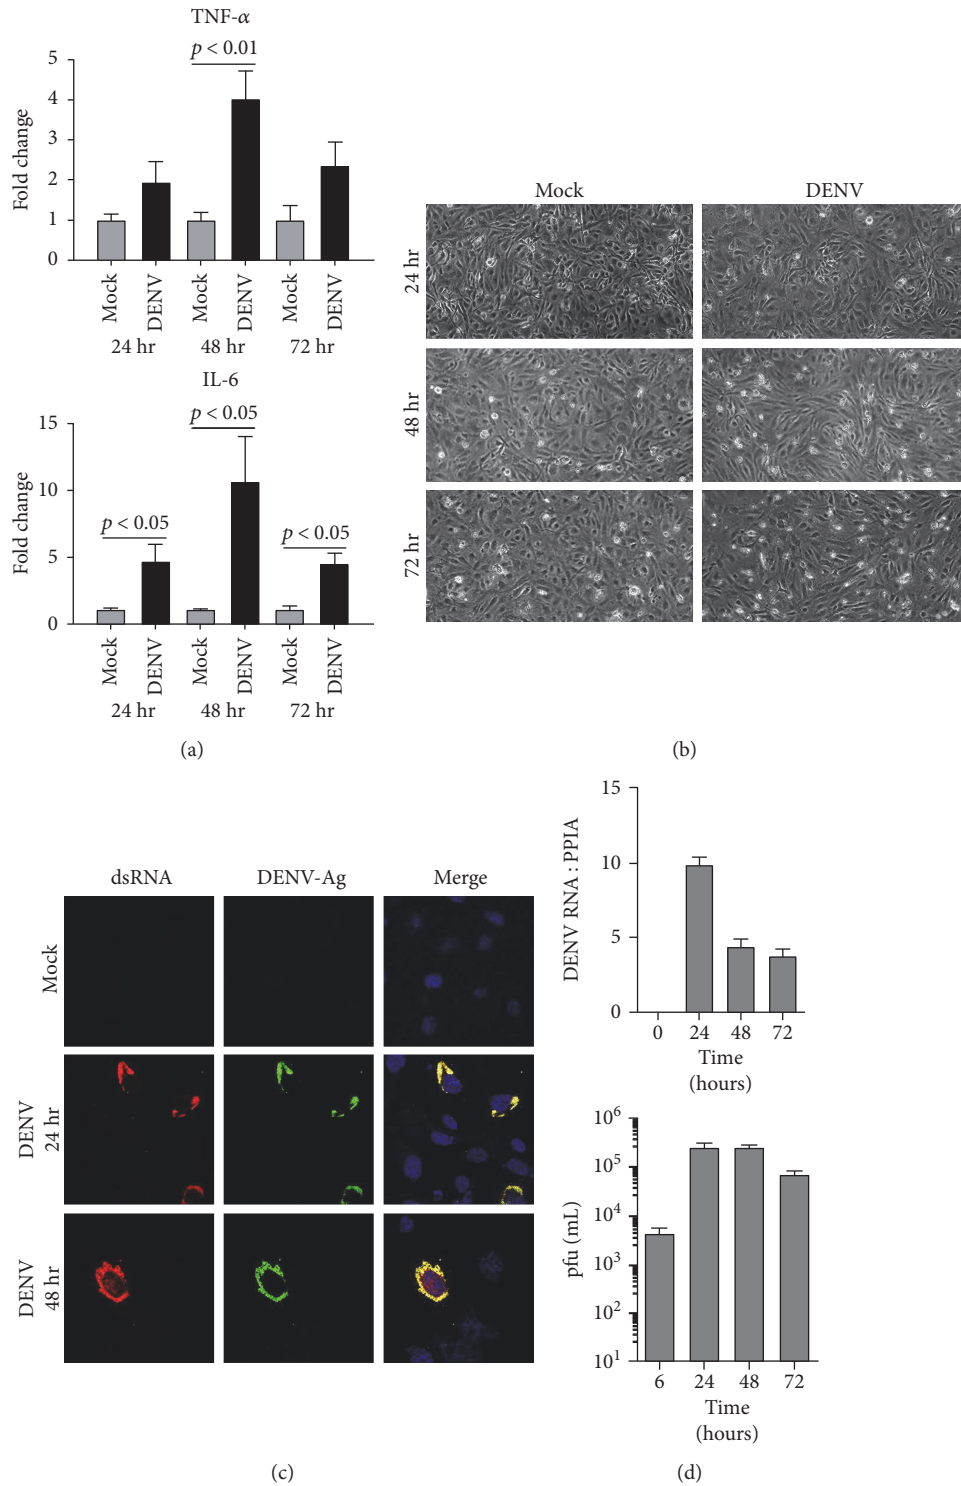 TNF-α
p < 0.01
Fold change
5
4
3
2
1
0
Mock
DENV
Mock
DENV
Mock
DENV
24 hr
48 hr
72 hr
IL-6
p < 0.05
p < 0.05
p < 0.05
Fold change
15
10
5
0
Mock
DENV
Mock
DENV
Mock
DENV
24 hr
48 hr
72 hr
(a)
Mock
DENV
24 hr
48 hr
72 hr
(b)
dsRNA
DENV-Ag
Merge
Mock
DENV
24 hr
DENV
48 hr
(c)
DENV RNA : PPIA
15
10
5
0
0
24
48
72
Time
(hours)
pfu (mL)
10⁶
10⁵
10⁴
10³
10²
10¹
6
24
48
72
Time
(hours)
(d)